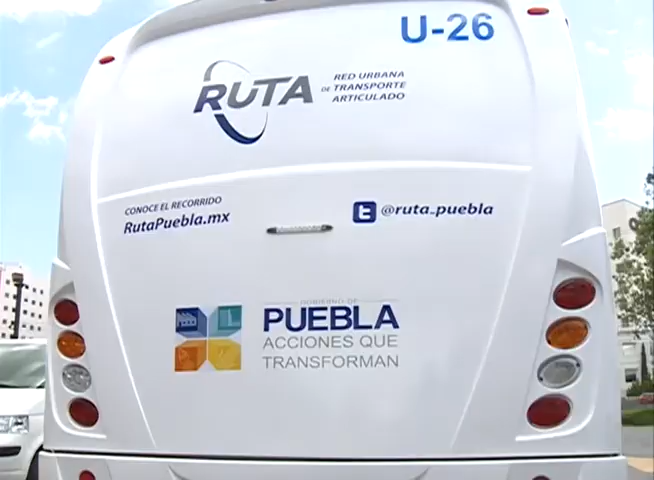 U-26
RUTA
RED URBANA
DE TRANSPORTE
ARTICULADO
CONOCE EL RECORRIDO
RutaPuebla.mx
@ruta_puebla
GOBIERNO DE
PUEBLA
ACCIONES QUE
TRANSFORMAN